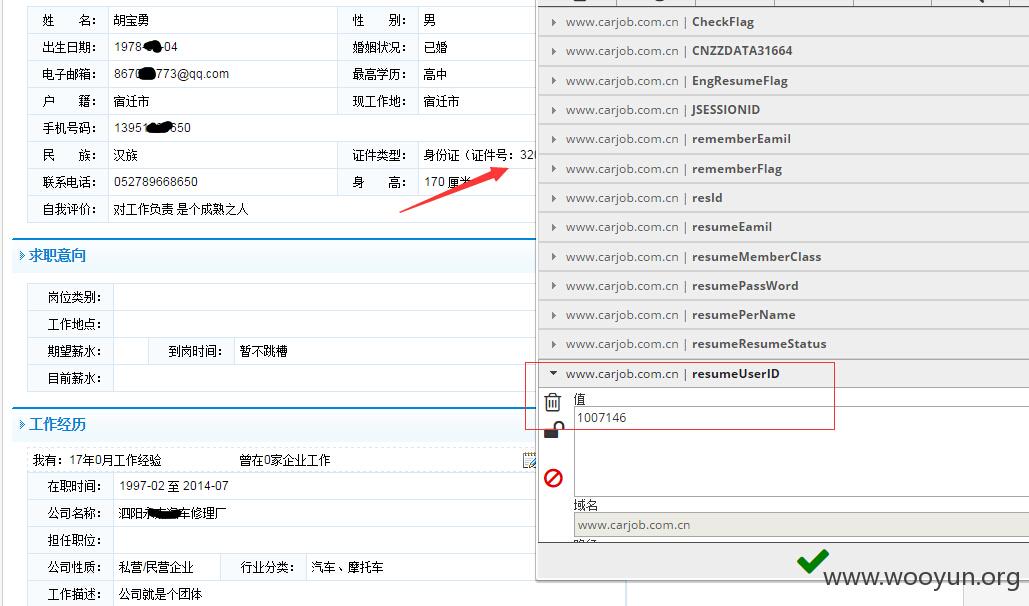 姓 名： 胡宝勇 性 别： 男
出生日期： 1978 -04 婚姻状况： 已婚
电子邮箱： 867 773@qq.com 最高学历： 高中
户 籍： 宿迁市 现工作地： 宿迁市
手机号码： 13951 650
民 族： 汉族 证件类型： 身份证（证件号：320
联系电话： 052789668650 身 高： 170 厘米
自我评价： 对工作负责 是个成熟之人
求职意向
岗位类别：
工作地点：
期望薪水： 到岗时间： 暂不跳槽
目前薪水：
工作经历
我有：17年0月工作经验 曾在0家企业工作
在职时间： 1997-02 至 2014-07
公司名称： 泗阳 车修理厂
担任职位：
公司性质： 私营/民营企业 行业分类： 汽车、摩托车
工作描述： 公司就是个团体
www.carjob.com.cn | CheckFlag
www.carjob.com.cn | CNZZDATA31664
www.carjob.com.cn | EngResumeFlag
www.carjob.com.cn | JSESSIONID
www.carjob.com.cn | rememberEamil
www.carjob.com.cn | rememberFlag
www.carjob.com.cn | resId
www.carjob.com.cn | resumeEamil
www.carjob.com.cn | resumeMemberClass
www.carjob.com.cn | resumePassWord
www.carjob.com.cn | resumePerName
www.carjob.com.cn | resumeResumeStatus
www.carjob.com.cn | resumeUserID
值
1007146
域名
www.carjob.com.cn
www.wooyun.org